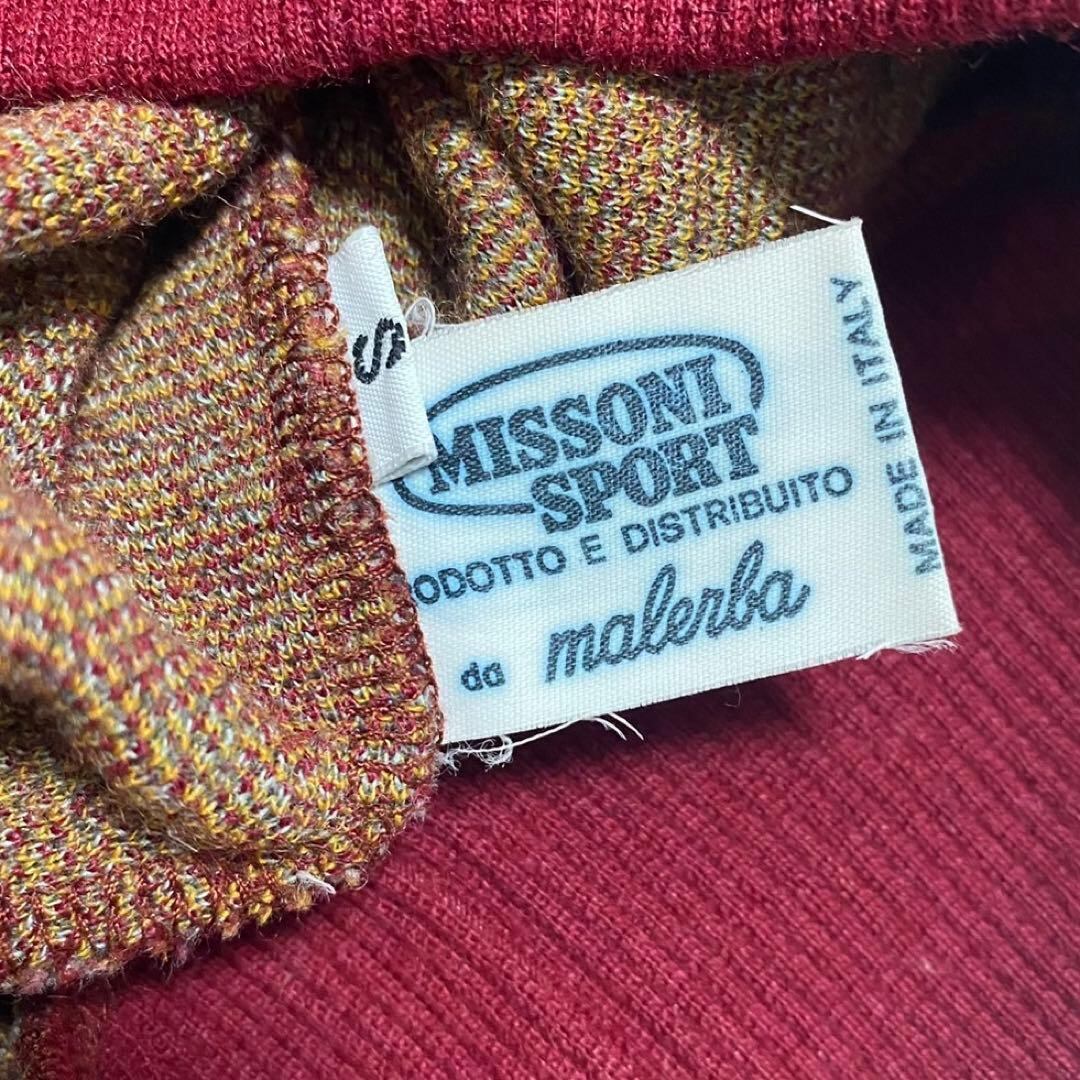 S
MISSONI
SPORT
ODOTTO E DISTRIBUITO
da malerba
MADE IN ITALY